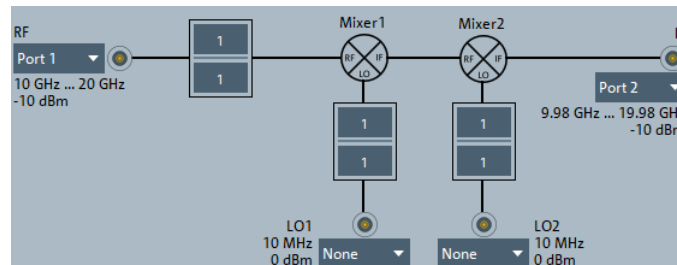 RF
Port 1
10 GHz ... 20 GHz
-10 dBm
1
1
Mixer1
RF
IF
LO
1
1
LO1
10 MHz
0 dBm
None
Mixer2
RF
IF
LO
1
1
LO2
10 MHz
0 dBm
None
Port 2
9.98 GHz ... 19.98 GH
-10 dBm